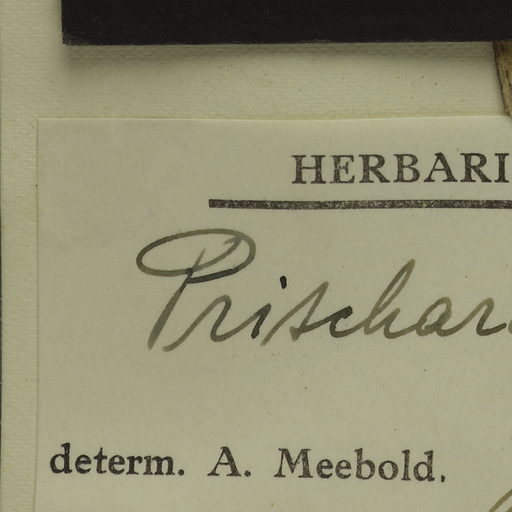 HERBARI
Prischar
determ. A. Meebold.